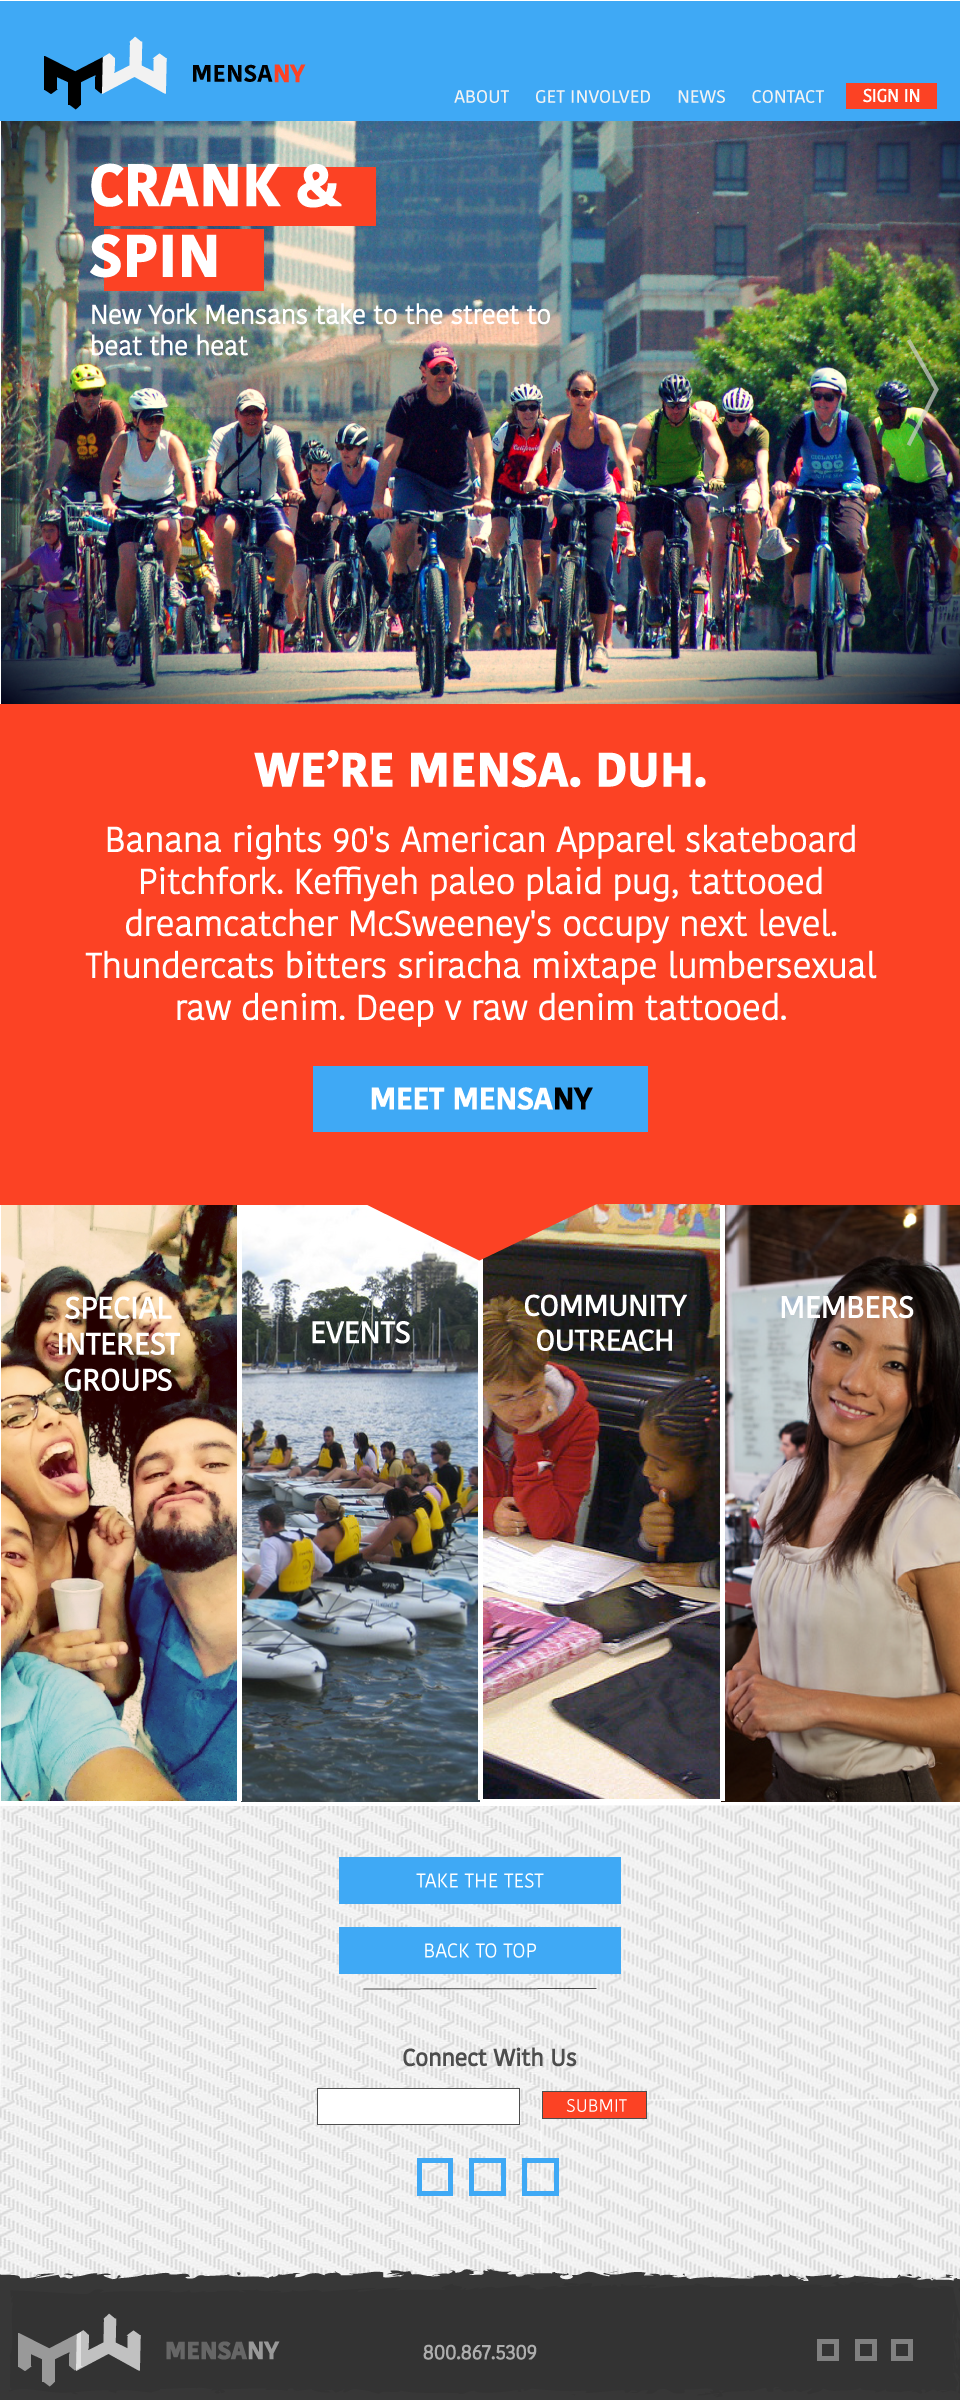 MENSANY
ABOUT GET INVOLVED NEWS CONTACT SIGN IN
CRANK &
SPIN
New York Mensans take to the street to
beat the heat
WE’RE MENSA. DUH.
Banana rights 90's American Apparel skateboard
Pitchfork. Keffiyeh paleo plaid pug, tattooed
dreamcatcher McSweeney's occupy next level.
Thundercats bitters sriracha mixtape lumbersexual
raw denim. Deep v raw denim tattooed.
MEET MENSANY
SPECIAL
INTEREST
GROUPS
EVENTS
COMMUNITY
OUTREACH
MEMBERS
TAKE THE TEST
BACK TO TOP
Connect With Us
SUBMIT
MENSANY
800.867.5309